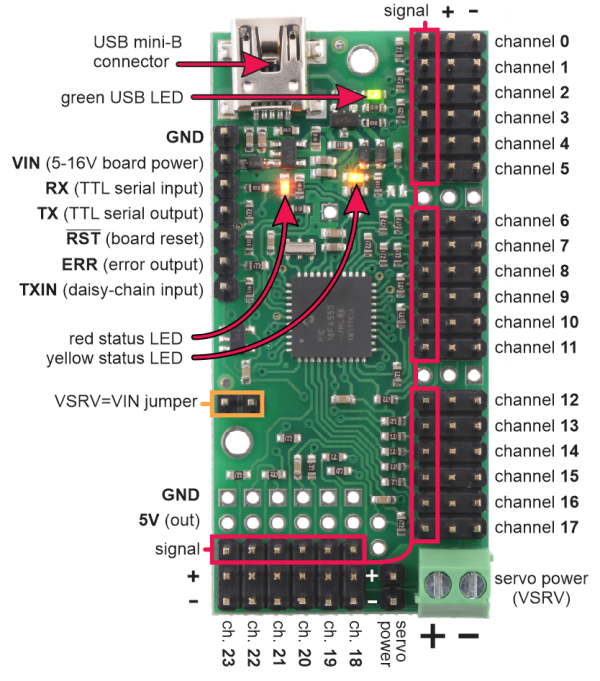 signal + −
USB mini-B
connector
green USB LED
channel 0
channel 1
channel 2
channel 3
channel 4
channel 5
GND
VIN (5-16V board power)
RX (TTL serial input)
TX (TTL serial output)
RST (board reset)
ERR (error output)
TXIN (daisy-chain input)
channel 6
channel 7
channel 8
channel 9
channel 10
channel 11
red status LED
yellow status LED
PIC
VSRV=VIN jumper
channel 12
channel 13
channel 14
channel 15
channel 16
channel 17
GND
5V (out)
signal
+
−
+
−
servo power
(VSRV)
+ −
ch. 23
ch. 22
ch. 21
ch. 20
ch. 19
ch. 18
servo
power